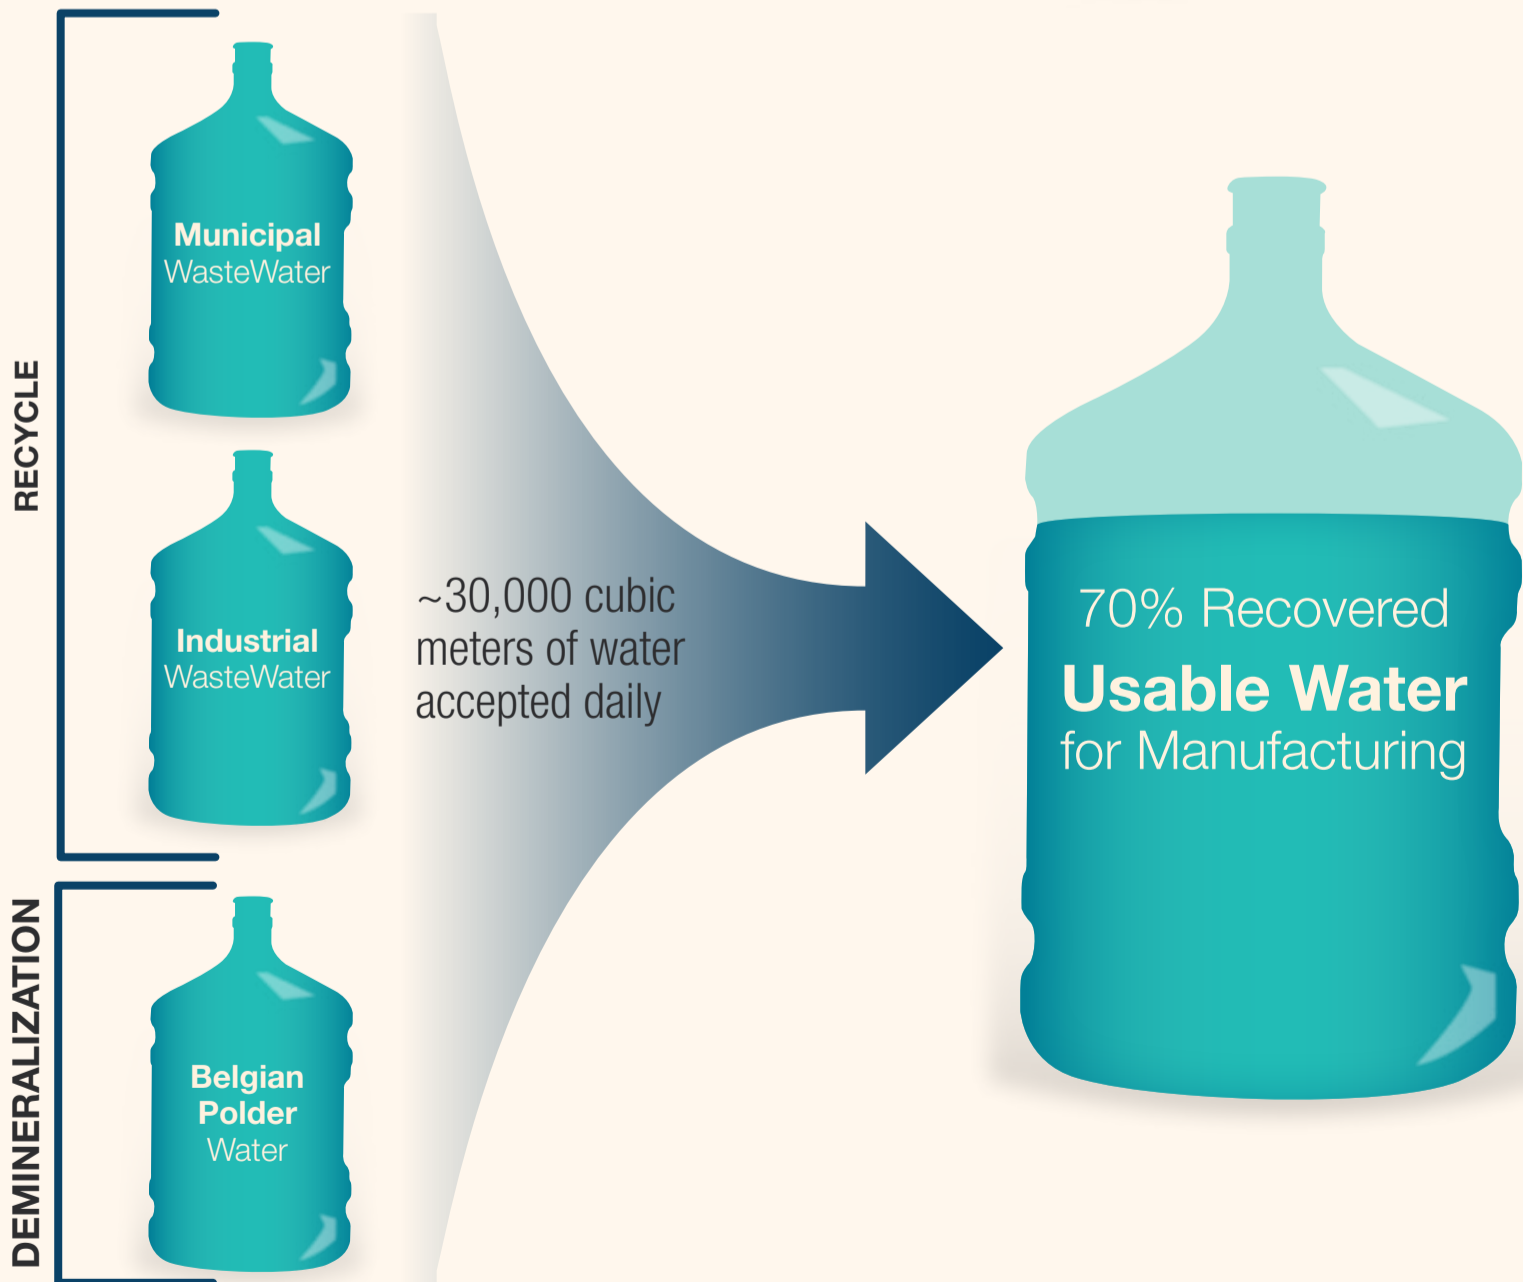 RECYCLE
Municipal
WasteWater
Industrial
WasteWater
DEMINERALIZATION
Belgian
Polder
Water
~30,000 cubic
meters of water
accepted daily
70% Recovered
Usable Water
for Manufacturing